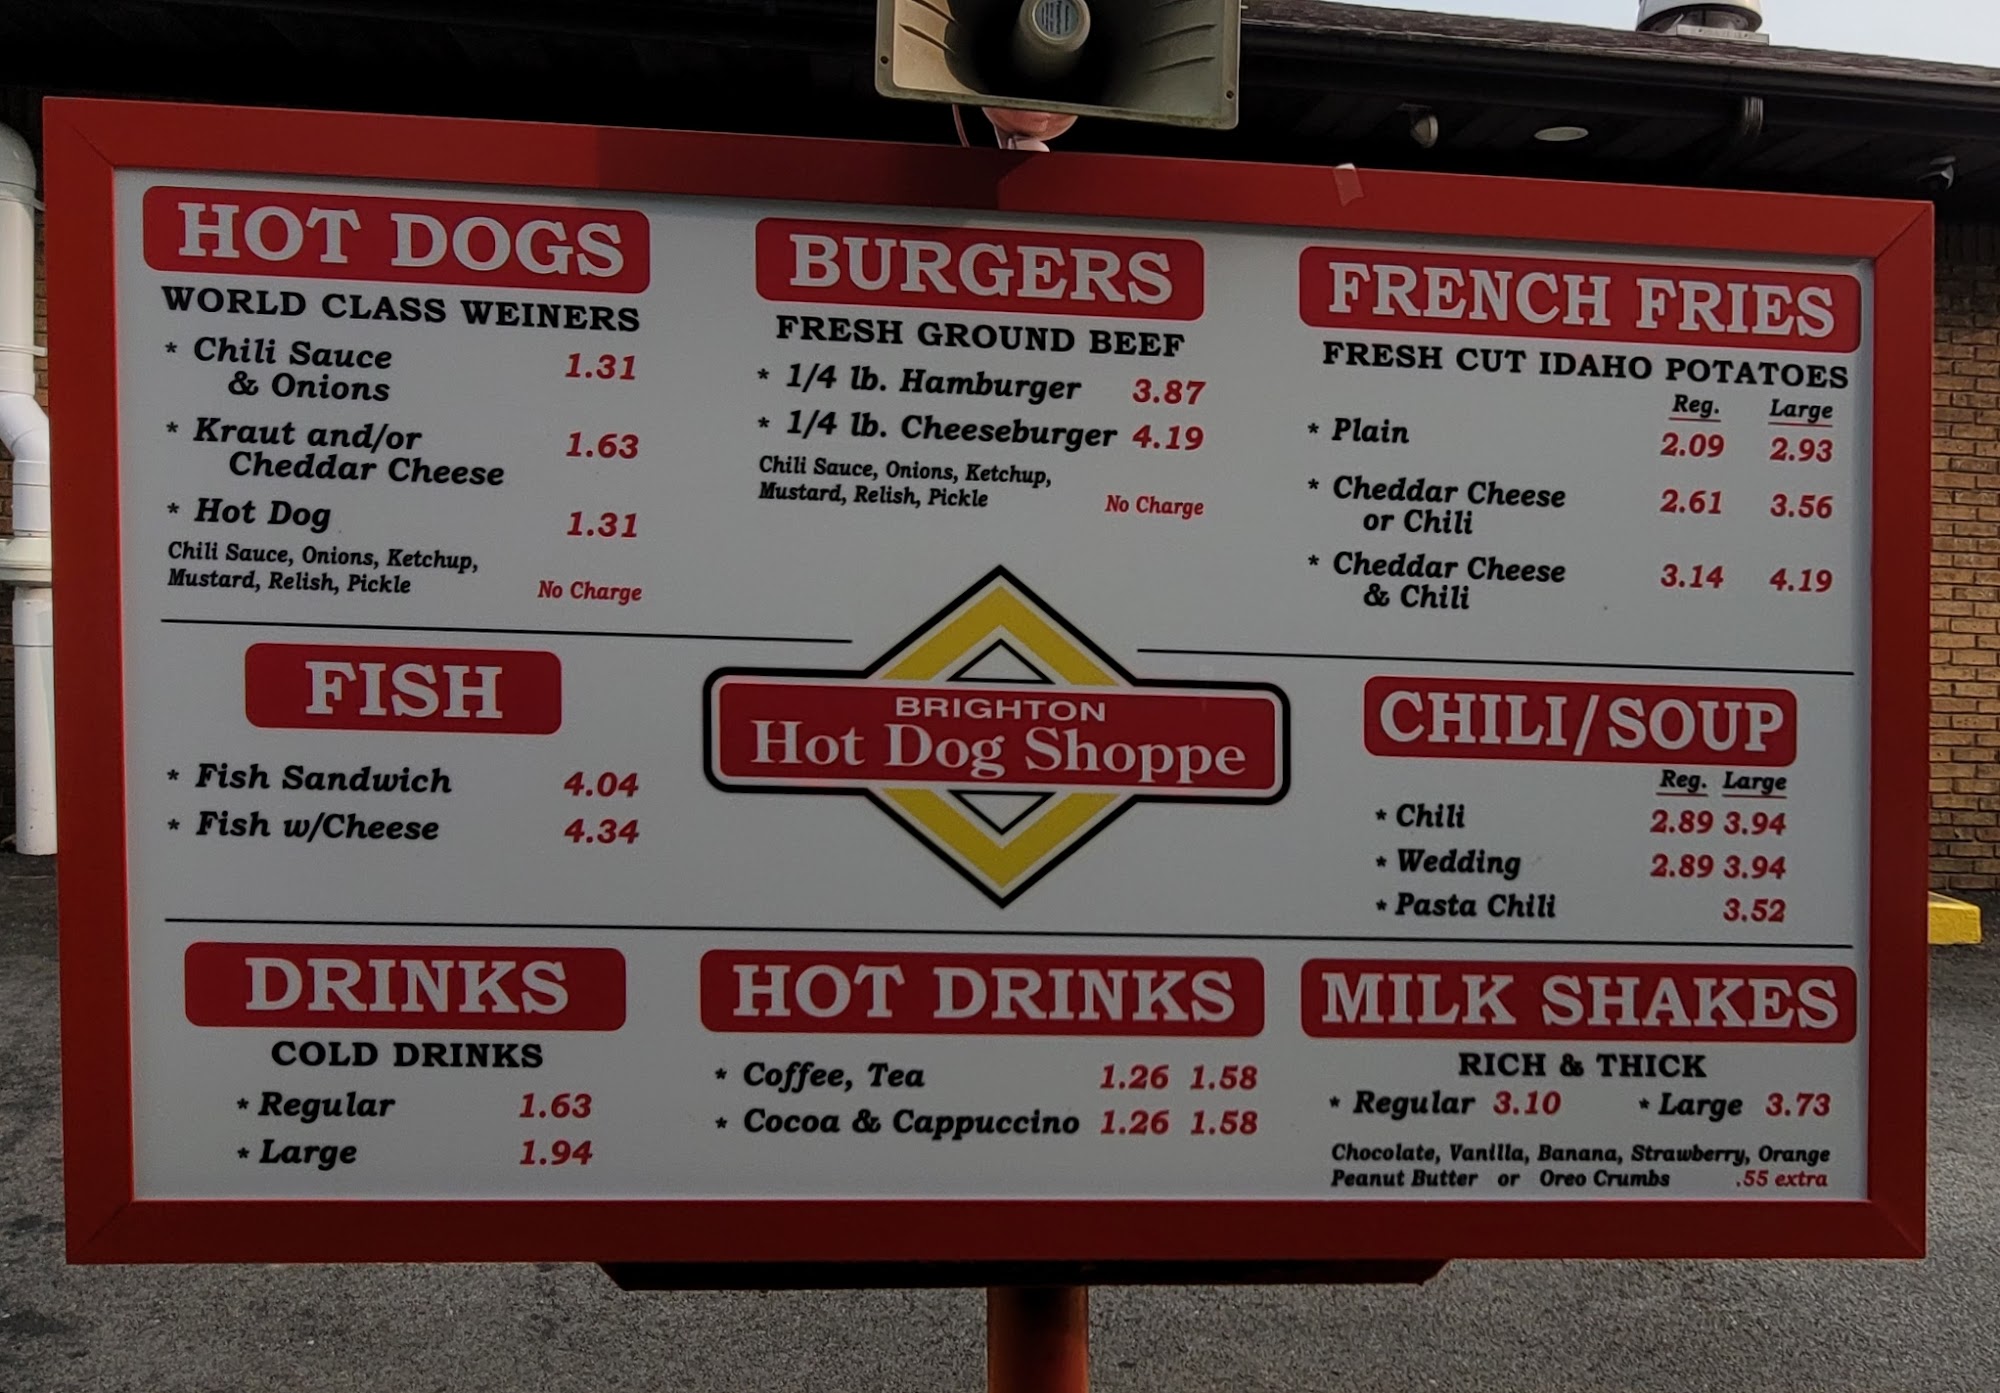 HOT DOGS
WORLD CLASS WEINERS
* Chili Sauce
& Onions 1.31
* Kraut and/or
Cheddar Cheese 1.63
* Hot Dog 1.31
Chili Sauce, Onions, Ketchup,
Mustard, Relish, Pickle No Charge
BURGERS
FRESH GROUND BEEF
* 1/4 lb. Hamburger 3.87
* 1/4 lb. Cheeseburger 4.19
Chili Sauce, Onions, Ketchup,
Mustard, Relish, Pickle No Charge
FRENCH FRIES
FRESH CUT IDAHO POTATOES
Reg. Large
* Plain 2.09 2.93
* Cheddar Cheese
or Chili 2.61 3.56
* Cheddar Cheese
& Chili 3.14 4.19
FISH
* Fish Sandwich 4.04
* Fish w/Cheese 4.34
BRIGHTON
Hot Dog Shoppe
CHILI/SOUP
Reg. Large
* Chili 2.89 3.94
* Wedding 2.89 3.94
* Pasta Chili 3.52
DRINKS
COLD DRINKS
* Regular 1.63
* Large 1.94
HOT DRINKS
* Coffee, Tea 1.26 1.58
* Cocoa & Cappuccino 1.26 1.58
MILK SHAKES
RICH & THICK
* Regular 3.10 * Large 3.73
Chocolate, Vanilla, Banana, Strawberry, Orange
Peanut Butter or Oreo Crumbs .55 extra